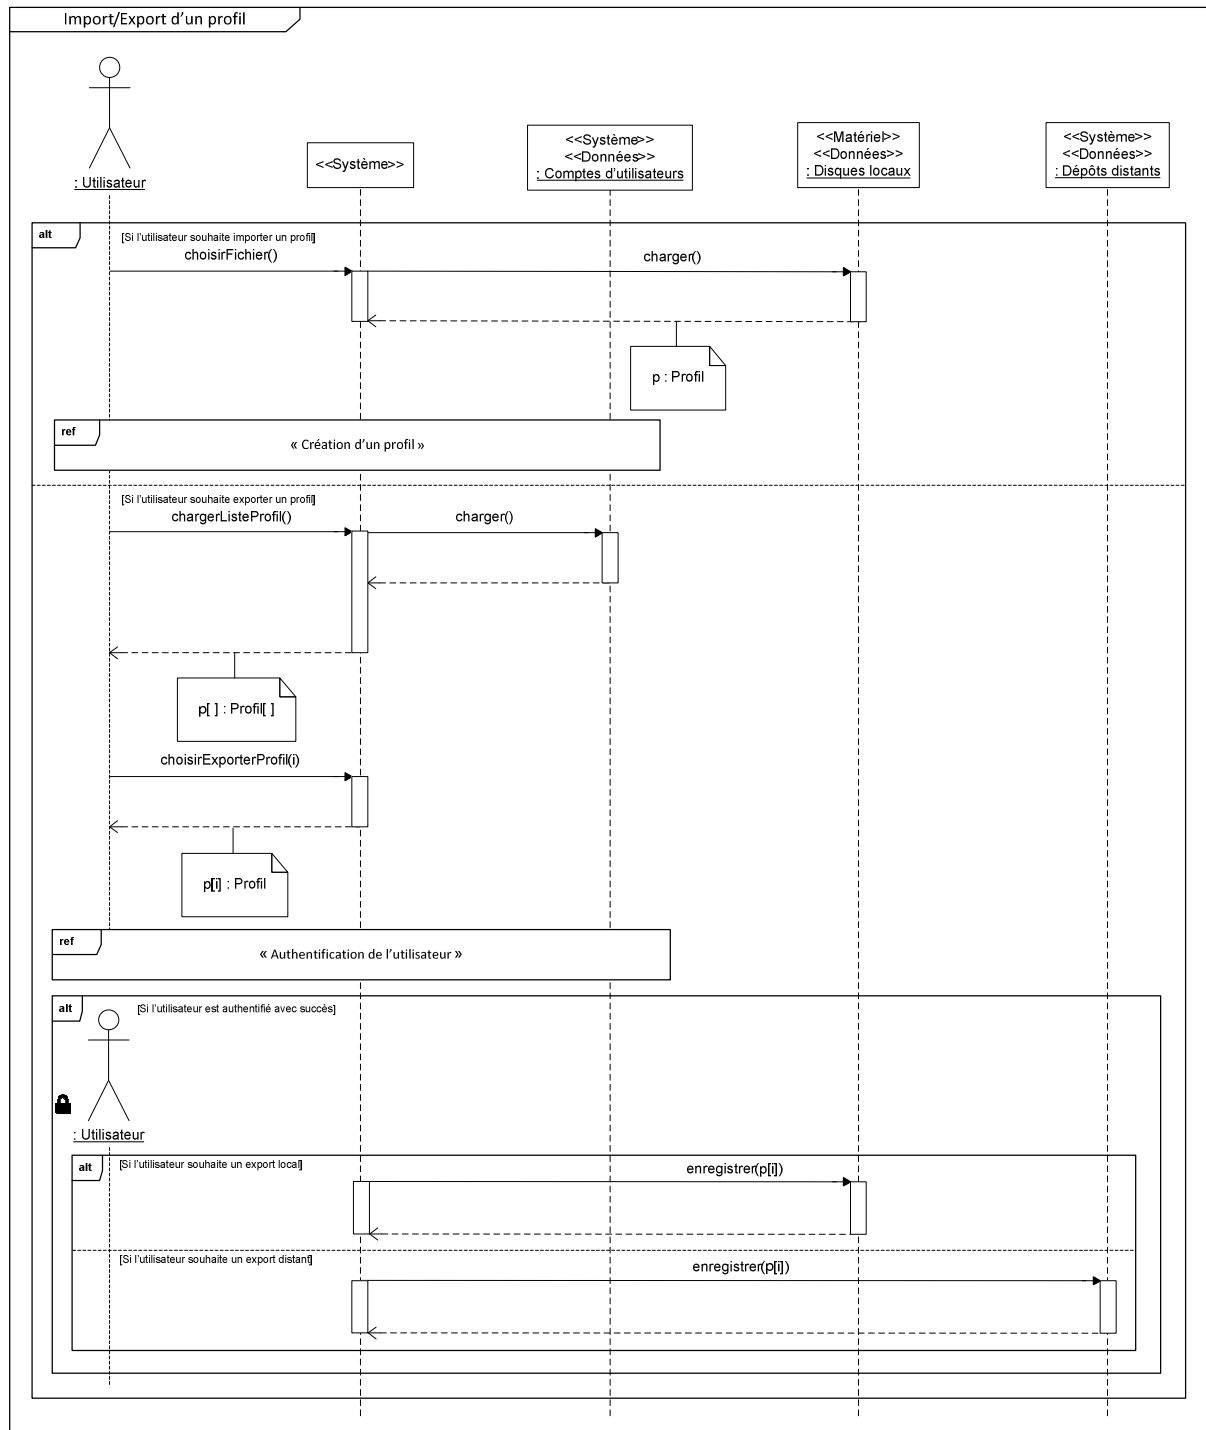 Import/Export d'un profil
: Utilisateur
<<Système>>
<<Système>>
<<Données>>
: Comptes d'utilisateurs
<<Matériel>>
<<Données>>
: Disques locaux
<<Système>>
<<Données>>
: Dépôts distants
alt
[Si l'utilisateur souhaite importer un profil]
choisirFichier()
charger()
p : Profil
ref
« Création d'un profil »
[Si l'utilisateur souhaite exporter un profil]
chargerListeProfil()
charger()
p[ ] : Profil[ ]
choisirExporterProfil(i)
p[i] : Profil
ref
« Authentification de l'utilisateur »
alt
[Si l'utilisateur est authentifié avec succès]
: Utilisateur
alt
[Si l'utilisateur souhaite un export local]
enregistrer(p[i])
[Si l'utilisateur souhaite un export distant]
enregistrer(p[i])